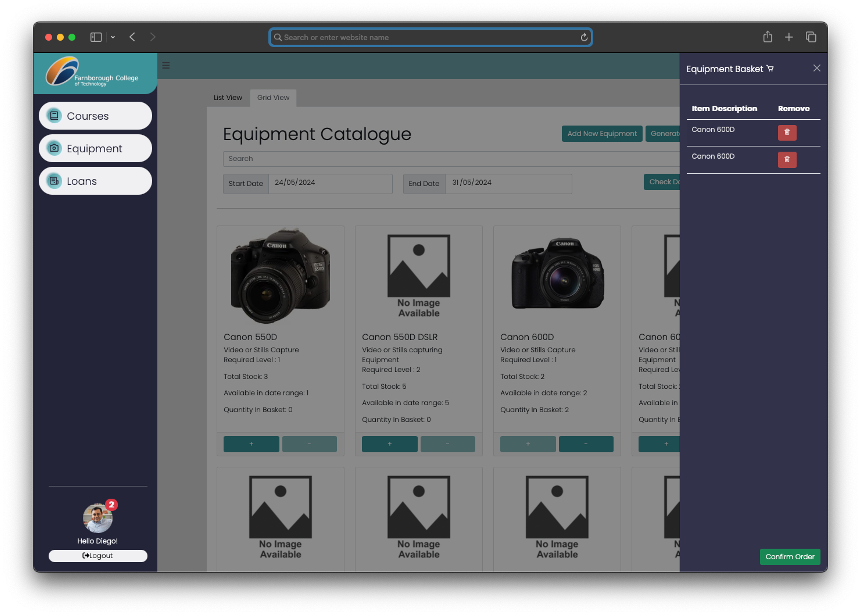 Search or enter website name
Farnborough College
of Technology
Courses
Equipment
Loans
2
Hello Diego!
Logout
List View
Grid View
Equipment Catalogue
Add New Equipment
Generate
Search
Start Date
24/05/2024
End Date
31/05/2024
Check Da
Canon
Canon 550D
Video or Stills Capture
Required Level : 1
Total Stock: 3
Available in date range: 1
Quantity In Basket: 0
+
-
No Image
Available
Canon 550D DSLR
Video or Stills capturing
Equipment
Required Level : 2
Total Stock: 5
Available in date range: 5
Quantity In Basket: 0
+
-
Canon
Canon 600D
Video or Stills Capture
Required Level : 1
Total Stock: 2
Available in date range: 2
Quantity In Basket: 2
+
-
N
Av
Canon 60
Video or Stil
Required Lev
Total Stock:
Available in
Quantity In B
+
No Image
Available
No Image
Available
No Image
Available
N
Av
Equipment Basket
Item Description
Remove
Canon 600D
Canon 600D
Confirm Order